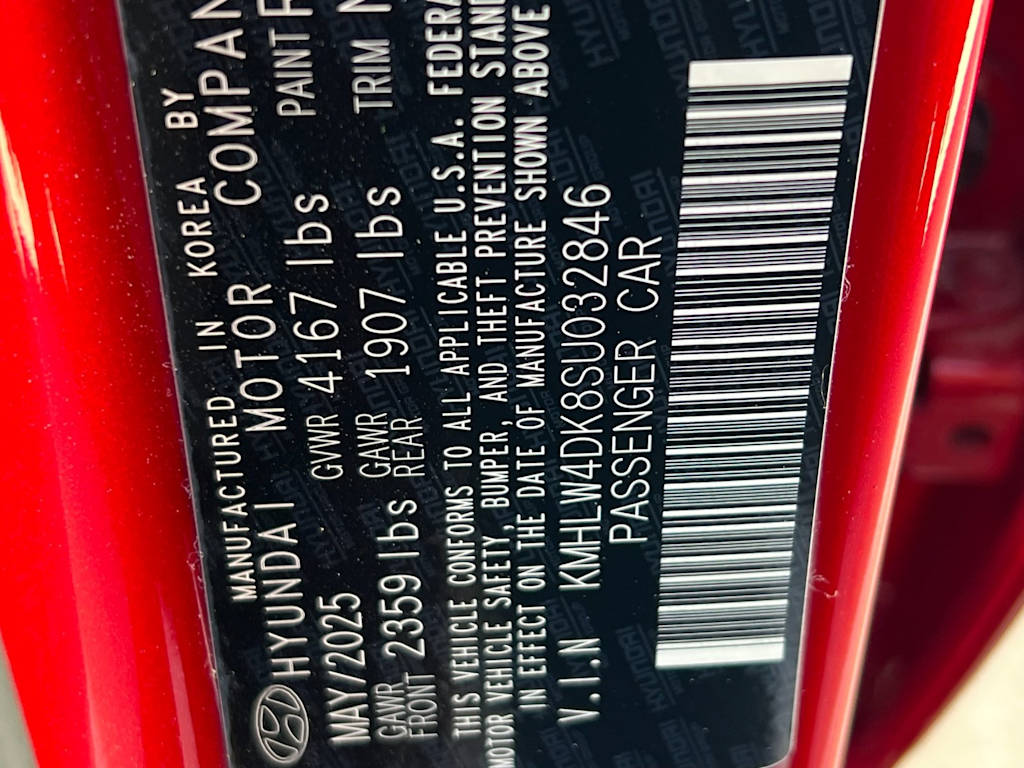 MANUFACTURED IN KOREA BY
HYUNDAI MOTOR COMPAN
MAY/2025 GVWR 4167 lbs PAINT
GAWR FRONT 2359 lbs GAWR REAR 1907 lbs TRIM
THIS VEHICLE CONFORMS TO ALL APPLICABLE U.S.A. FEDERA
MOTOR VEHICLE SAFETY, BUMPER, AND THEFT PREVENTION STAND
IN EFFECT ON THE DATE OF MANUFACTURE SHOWN ABOVE
V.I.N KMHLW4DK8SU032846
PASSENGER CAR